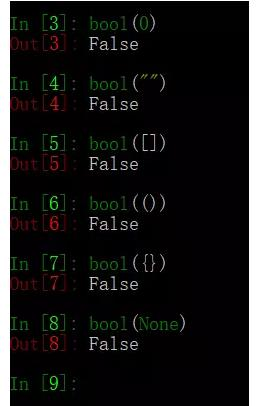 In [3]: bool(0)
Out[3]: False
In [4]: bool("")
Out[4]: False
In [5]: bool([])
Out[5]: False
In [6]: bool(())
Out[6]: False
In [7]: bool({})
Out[7]: False
In [8]: bool(None)
Out[8]: False
In [9]: